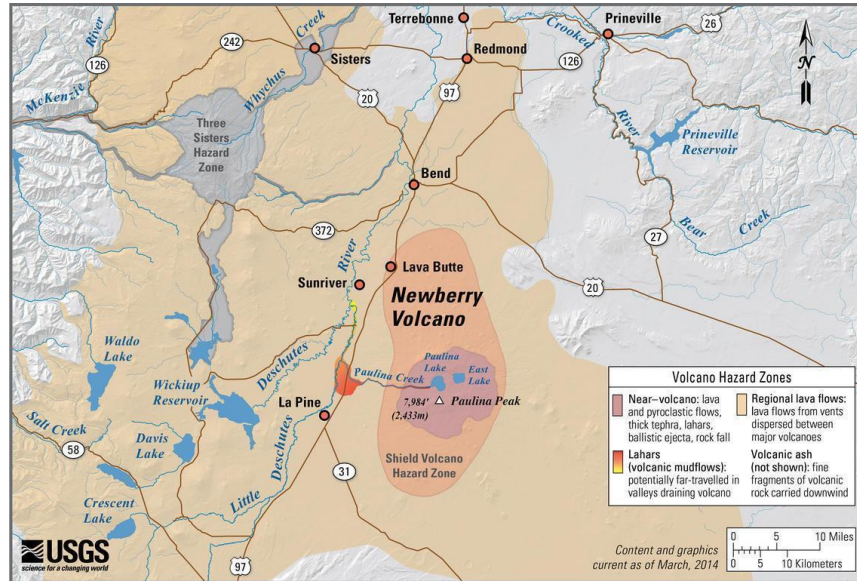 Creek
Terrebonne
Prineville
26
River
126
242
Sisters
Redmond
Crooked
126
McKenzie
Whychus
20
97
Three
Sisters
Hazard
Zone
River
Prineville
Reservoir
N
Bend
372
Bear Creek
27
River
Lava Butte
Sunriver
20
Newberry
Volcano
Waldo
Lake
Wickiup
Reservoir
Deschutes
Paulina Creek
Paulina
Lake
East
Lake
7,984'
(2,433m)
Paulina Peak
La Pine
Salt Creek
58
Davis
Lake
Deschutes
31
Shield Volcano
Hazard Zone
Crescent
Lake
Little
97
Volcano Hazard Zones
Near–volcano: lava
and pyroclastic flows,
thick tephra, lahars,
ballistic ejecta, rock fall
Regional lava flows:
lava flows from vents
dispersed between
major volcanoes
Lahars
(volcanic mudflows):
potentially far-travelled in
valleys draining volcano
Volcanic ash
(not shown): fine
fragments of volcanic
rock carried downwind
USGS
science for a changing world
Content and graphics
current as of March, 2014
0 5 10 Miles
0 5 10 Kilometers